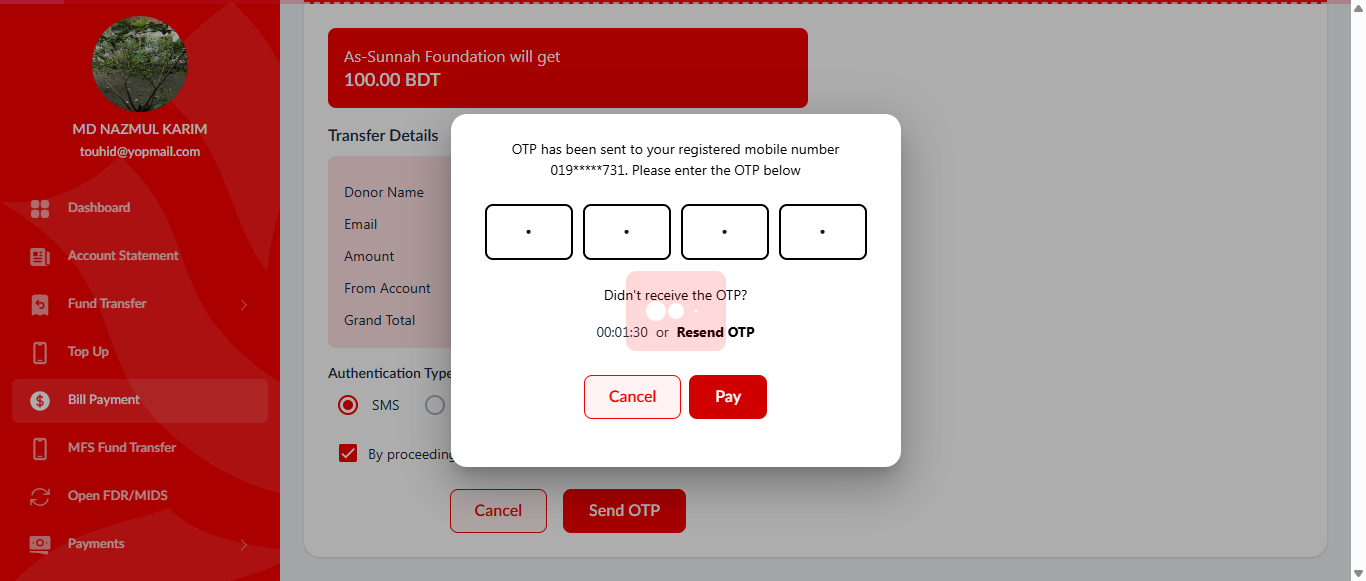 MD NAZMUL KARIM
touhid@yopmail.com
Dashboard
Account Statement
Fund Transfer
Top Up
Bill Payment
MFS Fund Transfer
Open FDR/MIDS
Payments
As-Sunnah Foundation will get
100.00 BDT
Transfer Details
Donor Name
Email
Amount
From Account
Grand Total
Authentication Type
SMS
By proceeding
Cancel
Send OTP
OTP has been sent to your registered mobile number
019*****731. Please enter the OTP below
Didn't receive the OTP?
00:01:30 or Resend OTP
Cancel
Pay